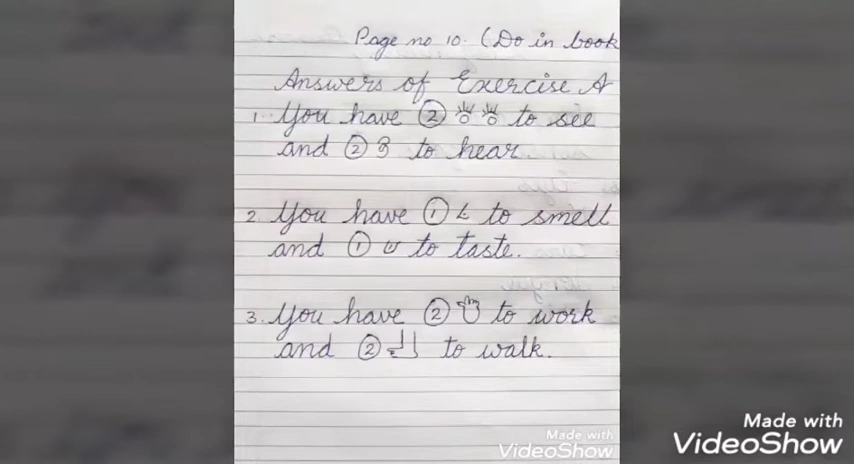 Page no 10. (Do in book
Answers of Exercise A
1. You have ② to see
and ② to hear
2. You have ① to smell
and ① to taste.
3. You have ② to work
and ② to walk.
Made with
VideoShow
Made with
VideoShow